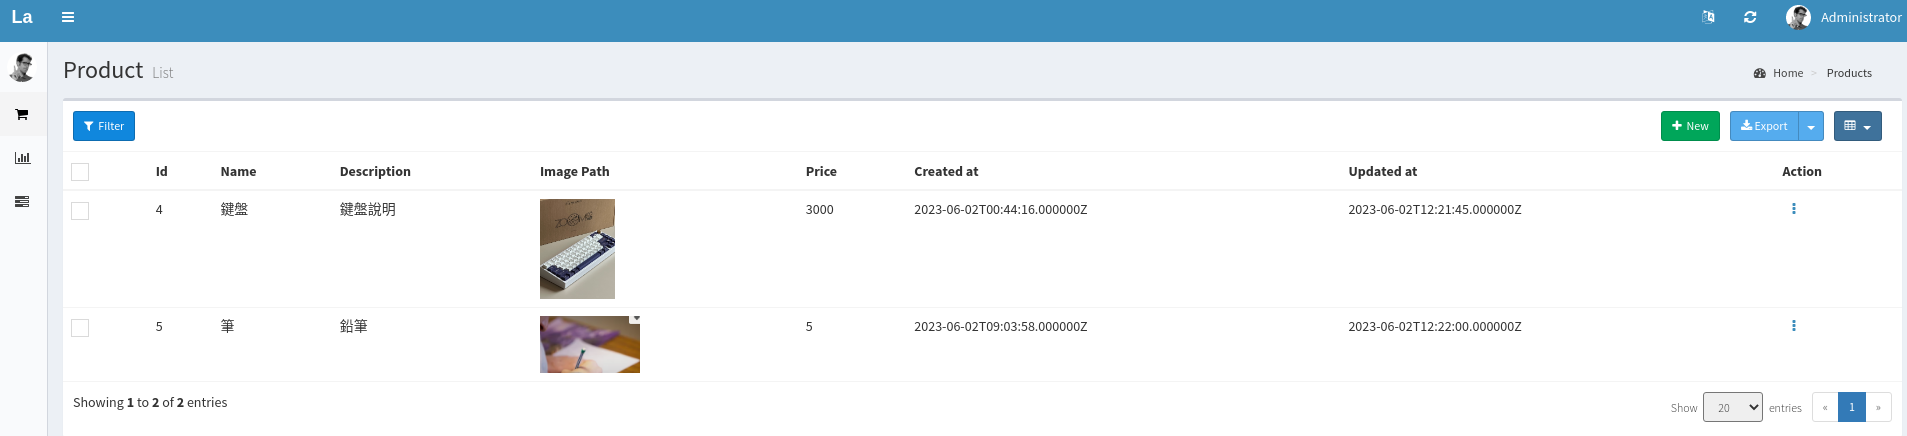 La
Administrator
Product List
Home > Products
Filter
New Export
Id Name Description Image Path Price Created at Updated at Action
4 鍵盤 鍵盤說明 3000 2023-06-02T00:44:16.000000Z 2023-06-02T12:21:45.000000Z
5 筆 鉛筆 5 2023-06-02T09:03:58.000000Z 2023-06-02T12:22:00.000000Z
Showing 1 to 2 of 2 entries
Show 20 entries « 1 »